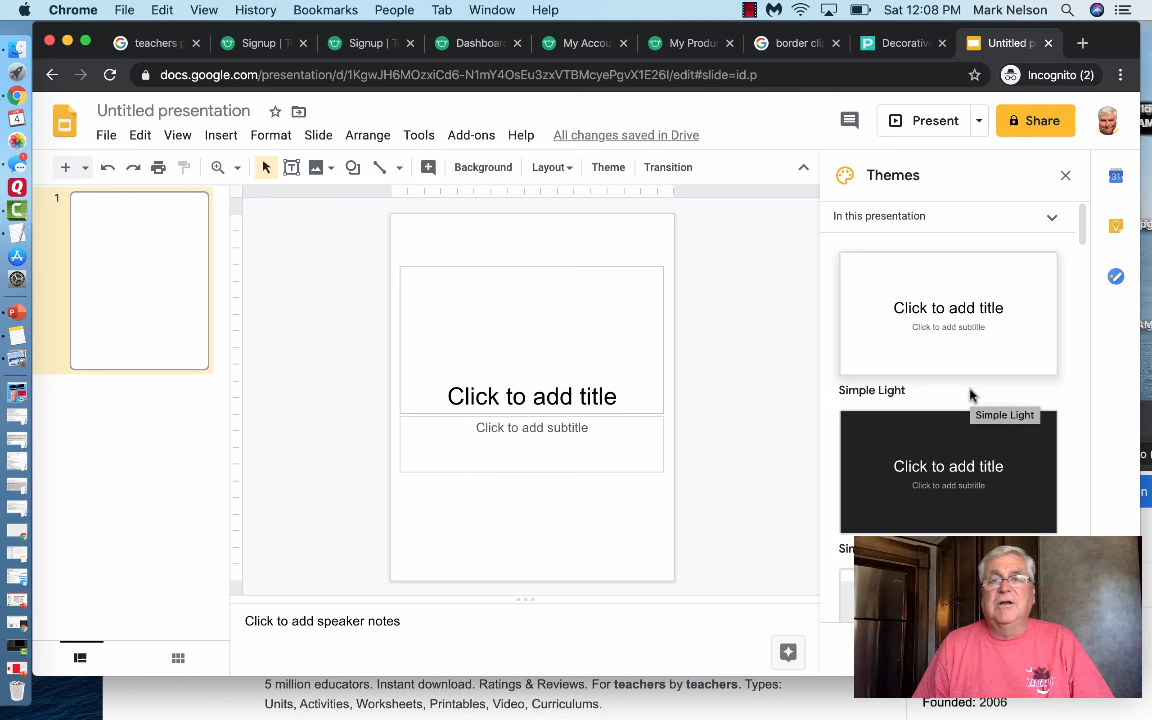 Chrome File Edit View History Bookmarks People Tab Window Help Sat 12:08 PM Mark Nelson
teachers Signup | T Signup | T Dashboar My Accou My Produ border cli Decorativ Untitled p
docs.google.com/presentation/d/1KgwJH6MOzxiCd6-N1mY4OsEu3zxVTBMcyePgvX1E26I/edit#slide=id.p Incognito (2)
Untitled presentation
Present Share
File Edit View Insert Format Slide Arrange Tools Add-ons Help All changes saved in Drive
Background Layout Theme Transition
Themes
1
In this presentation
Click to add title
Click to add subtitle
Simple Light
Simple Light
Click to add title
Click to add subtitle
Click to add title
Click to add subtitle
Sim
Click to add speaker notes
5 million educators. Instant download. Ratings & Reviews. For teachers by teachers. Types:
Units, Activities, Worksheets, Printables, Video, Curriculums.
Founded: 2006